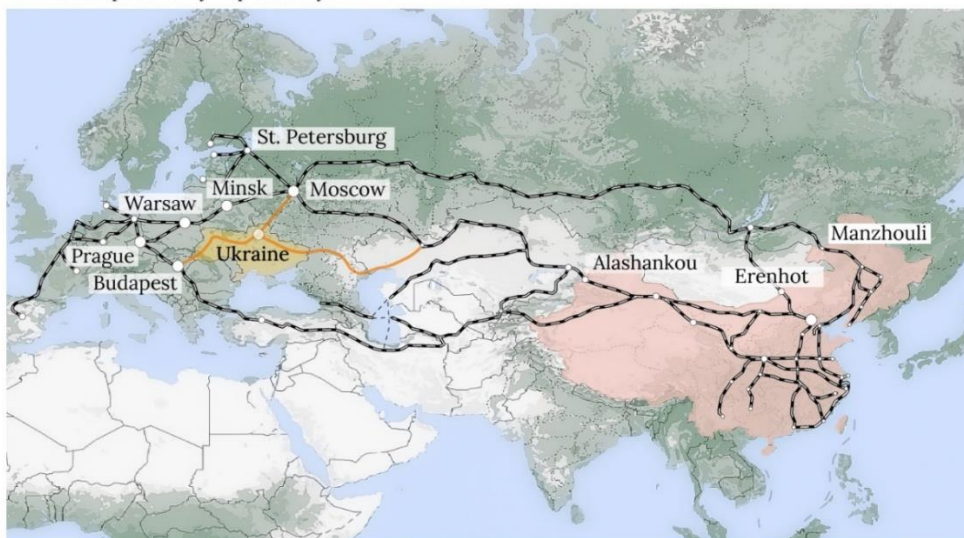 St. Petersburg
Minsk
Moscow
Warsaw
Manzhouli
Prague
Ukraine
Alashankou
Budapest
Erenhot